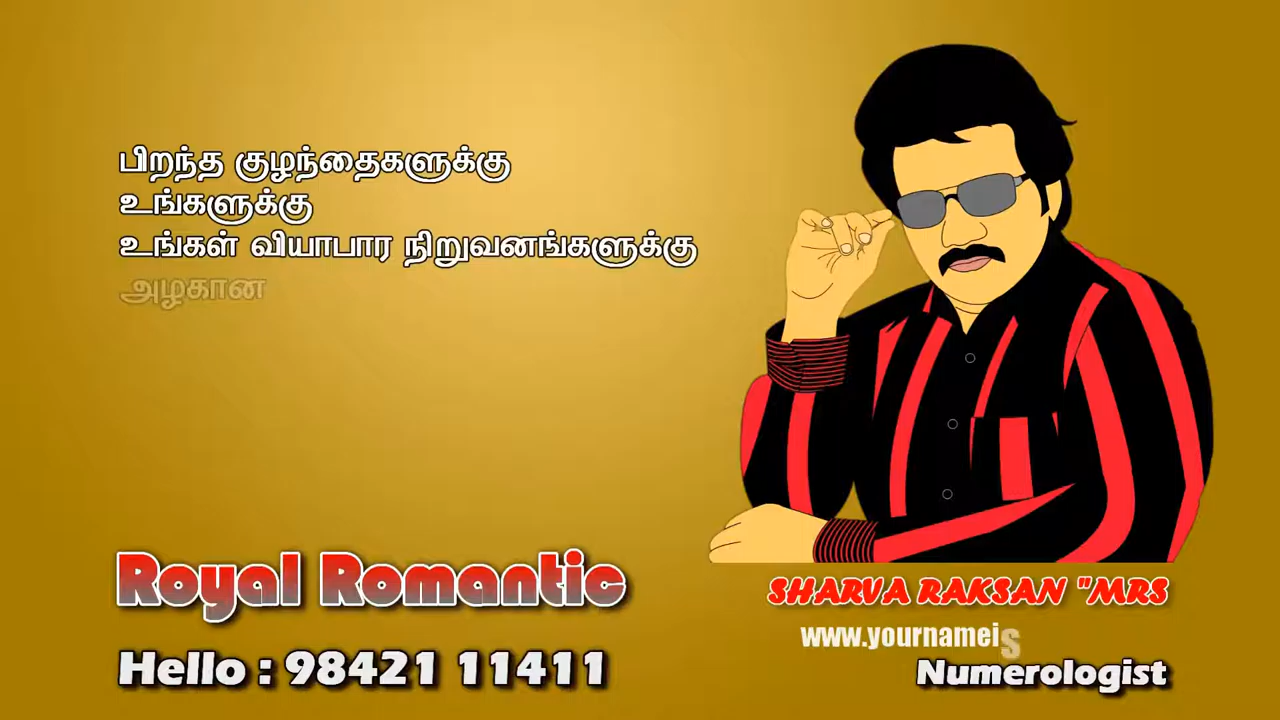 பிறந்த குழந்தைகளுக்கு
உங்களுக்கு
உங்கள் வியாபார நிறுவனங்களுக்கு
அழகான
Royal Romantic
Hello : 98421 11411
SHARVA RAKSAN "MRS
www.yournameis
Numerologist